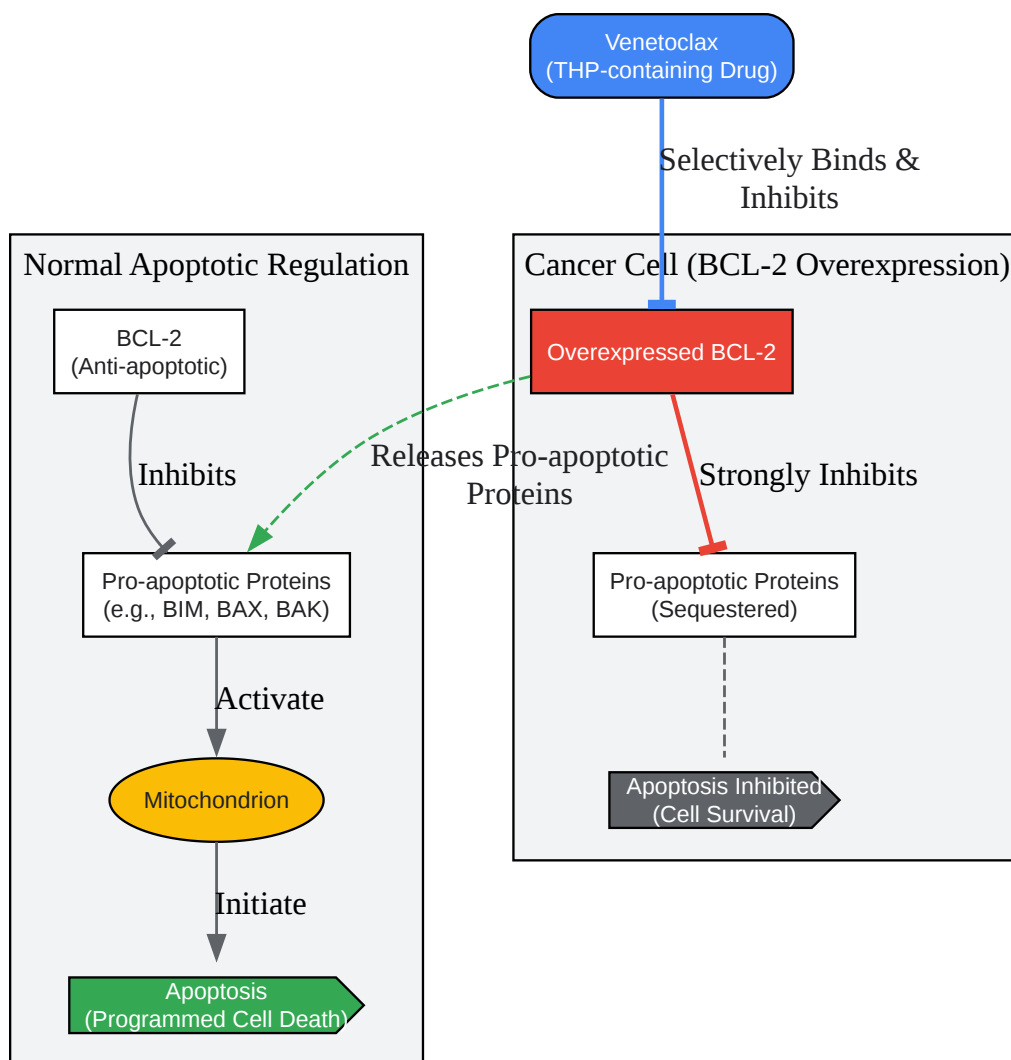 Venetoclax
(THP-containing Drug)
Selectively Binds &
Inhibits
Normal Apoptotic Regulation
Cancer Cell (BCL-2 Overexpression)
BCL-2
(Anti-apoptotic)
Overexpressed BCL-2
Inhibits
Releases Pro-apoptotic
Proteins
Strongly Inhibits
Pro-apoptotic Proteins
(e.g., BIM, BAX, BAK)
Pro-apoptotic Proteins
(Sequestered)
Activate
Mitochondrion
Apoptosis Inhibited
(Cell Survival)
Initiate
Apoptosis
(Programmed Cell Death)